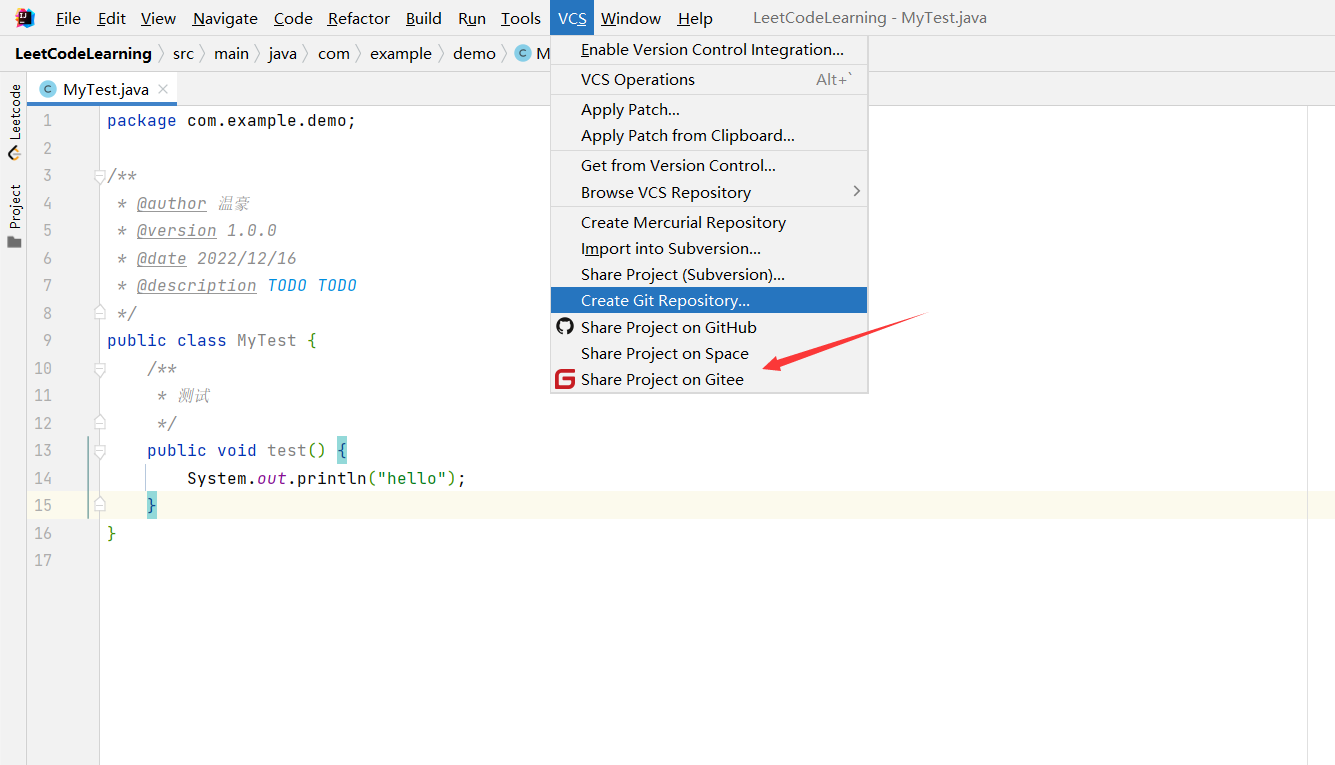 File Edit View Navigate Code Refactor Build Run Tools VCS Window Help LeetCodeLearning - MyTest.java
LeetCodeLearning src main java com example demo C M
Leetcode
Project
C MyTest.java
Enable Version Control Integration...
VCS Operations Alt+`
Apply Patch...
Apply Patch from Clipboard...
Get from Version Control...
Browse VCS Repository
Create Mercurial Repository
Import into Subversion...
Share Project (Subversion)...
Create Git Repository...
Share Project on GitHub
Share Project on Space
G Share Project on Gitee
1 package com.example.demo;
2
3 /**
4 * @author 温豪
5 * @version 1.0.0
6 * @date 2022/12/16
7 * @description TODO TODO
8 */
9 public class MyTest {
10 /**
11 * 测试
12 */
13 public void test() {
14 System.out.println("hello");
15 }
16 }
17